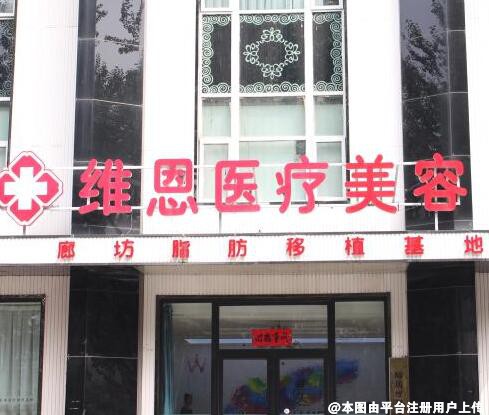 维恩医疗美容
廊坊脂肪移植基地
@本图由平台注册用户上传